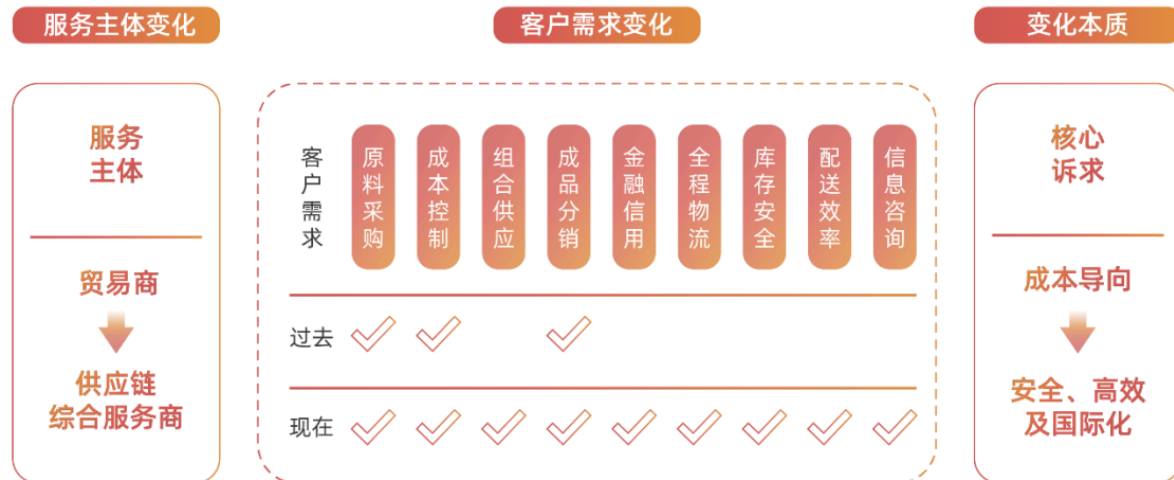 服务主体变化
客户需求变化
变化本质
服务
主体
贸易商
供应链
综合服务商
客户需求
原料采购
成本控制
组合供应
成品分销
金融信用
全程物流
库存安全
配送效率
信息咨询
过去
现在
核心
诉求
成本导向
安全、高效
及国际化